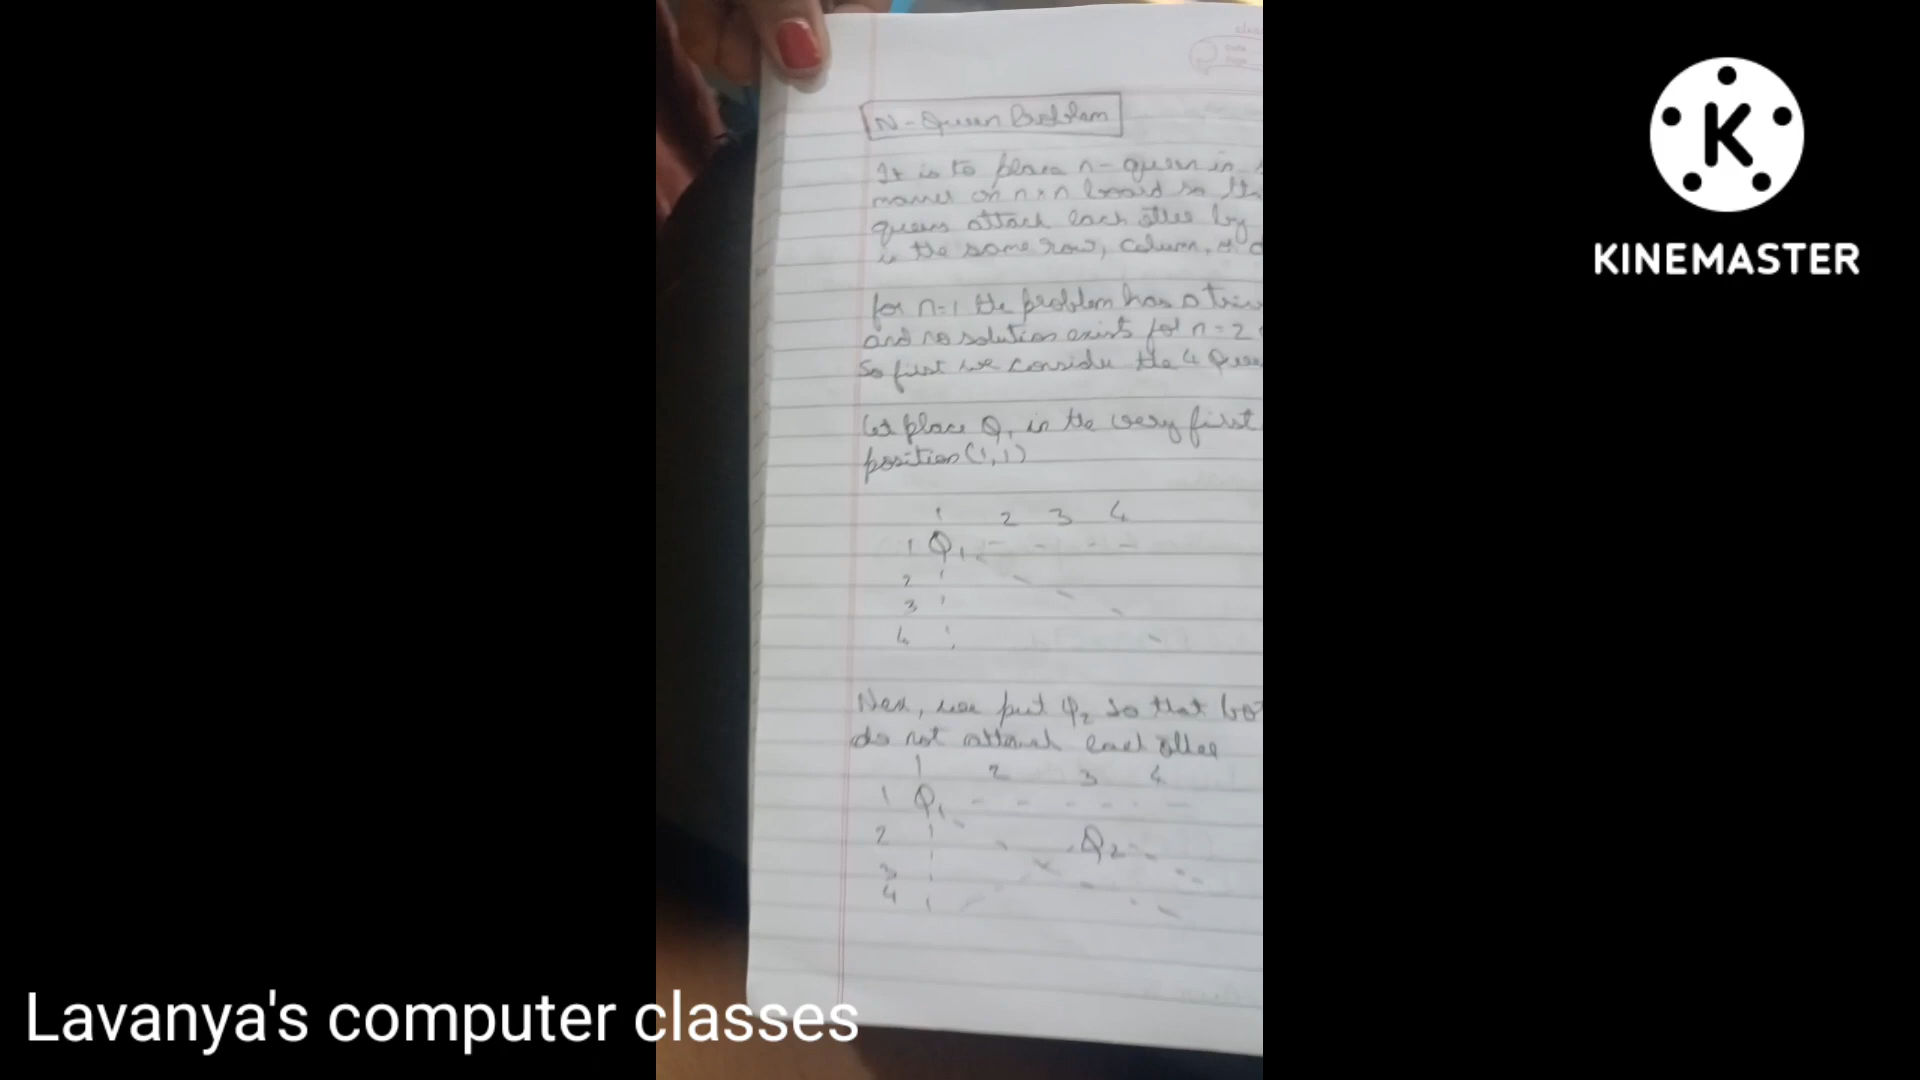 N-Queen Problem
It is to place n-queen in
manner on n×n board so
queens attack each other by
in the same row, column, or
for n=1 the problem has a
and no solution exists for n=2
So first we consider the 4
Let place Q1 in the very first
position (1,1)
1 2 3 4
1 Q1 - - - -
2
3
4
Nex, we put Q2 so that
do not attack each other
1 2 3 4
1 Q1 - - - - - -
2 Q2
3
4
KINEMASTER
Lavanya's computer classes